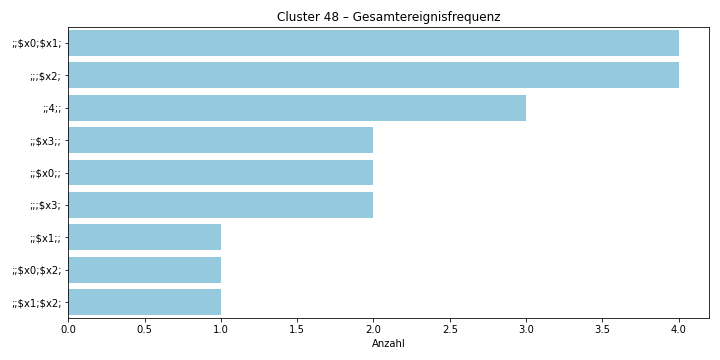 Cluster 48 – Gesamtereignisfrequenz
;;$x0;$x1;
;;;$x2;
;;4;;
;;$x3;;
;;$x0;;
;;;$x3;
;;$x1;;
;;$x0;$x2;
;;$x1;$x2;
0.0 0.5 1.0 1.5 2.0 2.5 3.0 3.5 4.0
Anzahl